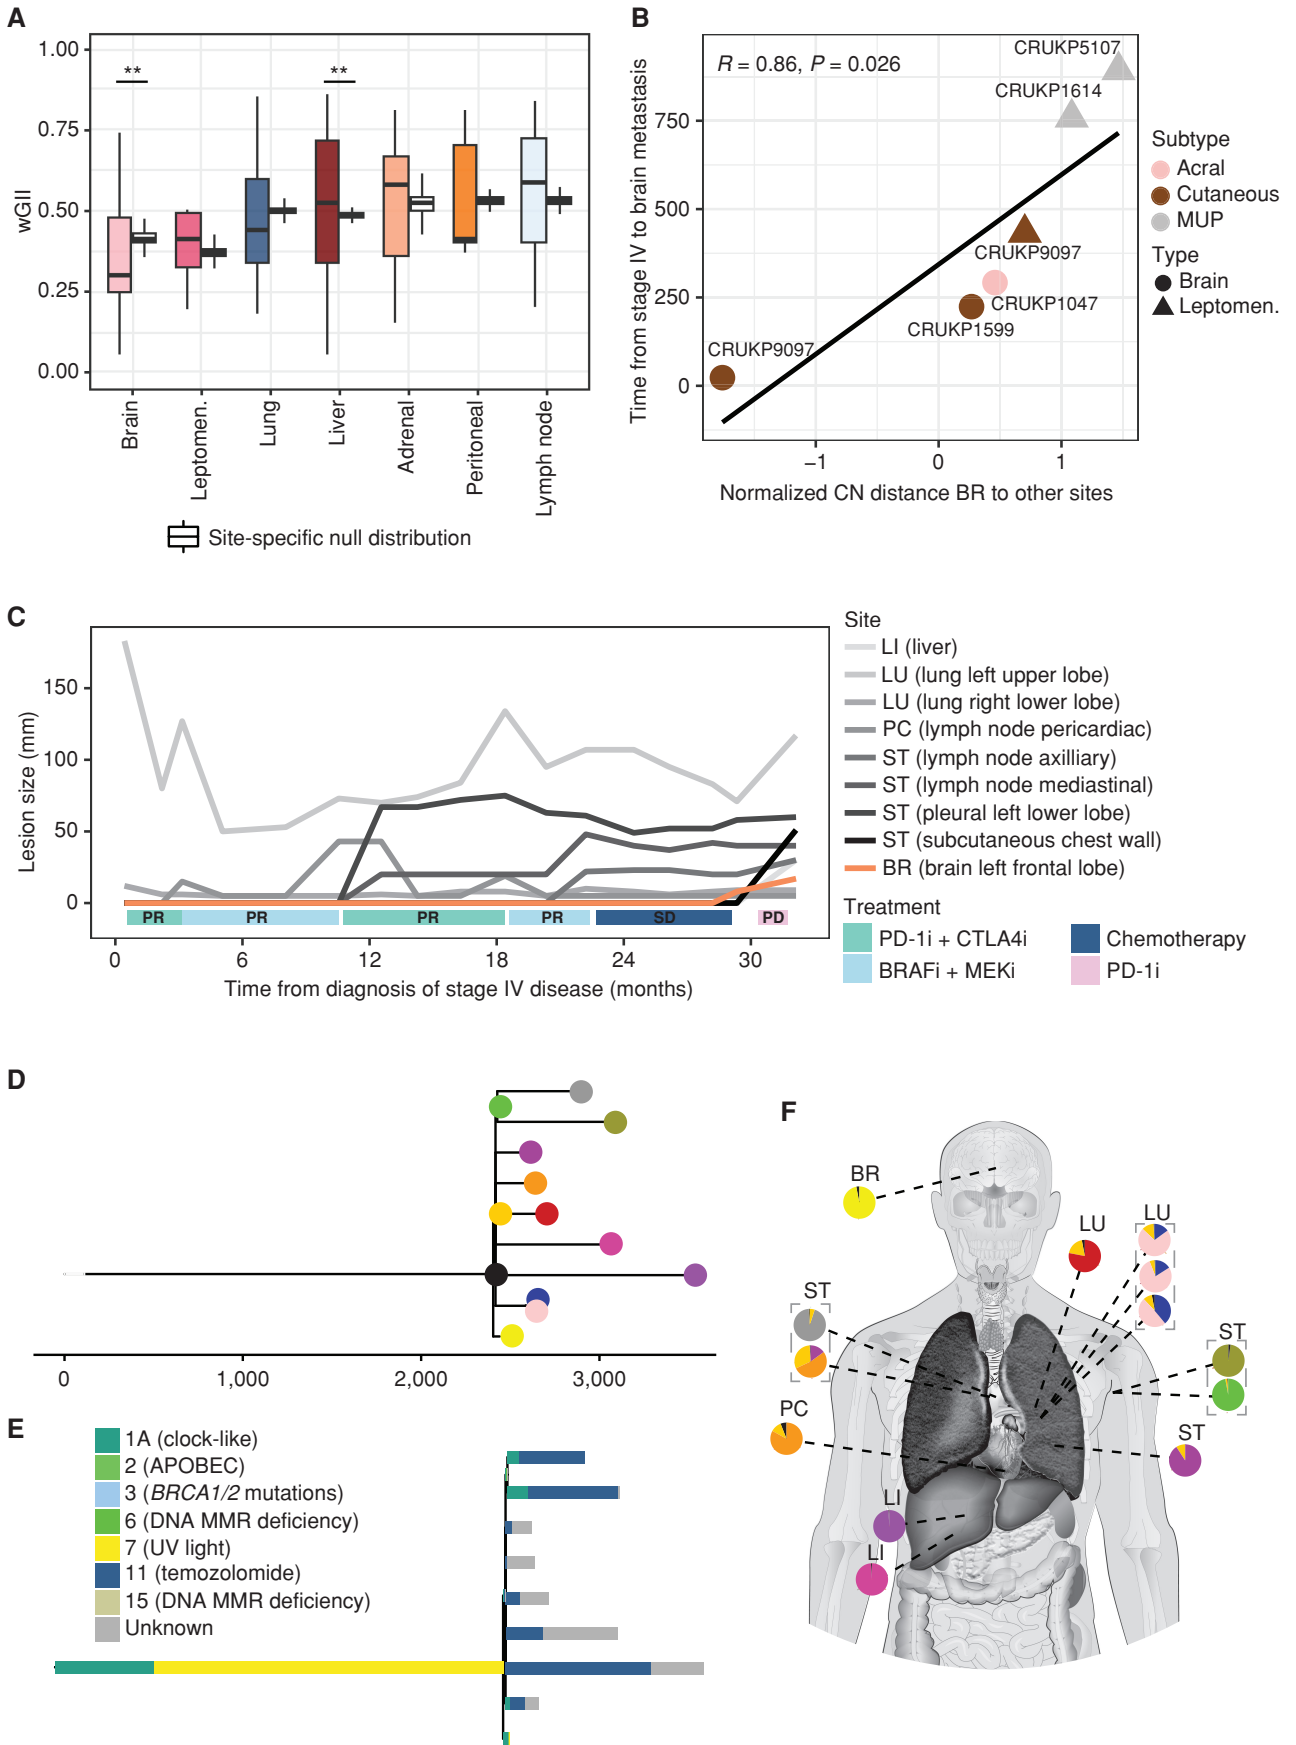 A
1.00
0.75
0.50
0.25
0.00
wGII
**
**
Brain
Leptomen.
Lung
Liver
Adrenal
Peritoneal
Lymph node
Site-specific null distribution
B
R = 0.86, P = 0.026
CRUKP5107
CRUKP1614
CRUKP9097
CRUKP1047
CRUKP1599
CRUKP9097
750
500
250
0
Time from stage IV to brain metastasis
−1
0
1
Normalized CN distance BR to other sites
Subtype
Acral
Cutaneous
MUP
Type
Brain
Leptomen.
C
150
100
50
0
Lesion size (mm)
PR
PR
PR
PR
SD
PD
0
6
12
18
24
30
Time from diagnosis of stage IV disease (months)
Site
LI (liver)
LU (lung left upper lobe)
LU (lung right lower lobe)
PC (lymph node pericardiac)
ST (lymph node axilliary)
ST (lymph node mediastinal)
ST (pleural left lower lobe)
ST (subcutaneous chest wall)
BR (brain left frontal lobe)
Treatment
PD-1i + CTLA4i
BRAFi + MEKi
Chemotherapy
PD-1i
D
0
1,000
2,000
3,000
E
1A (clock-like)
2 (APOBEC)
3 (BRCA1/2 mutations)
6 (DNA MMR deficiency)
7 (UV light)
11 (temozolomide)
15 (DNA MMR deficiency)
Unknown
F
BR
LU
LU
ST
ST
PC
ST
LI
LI